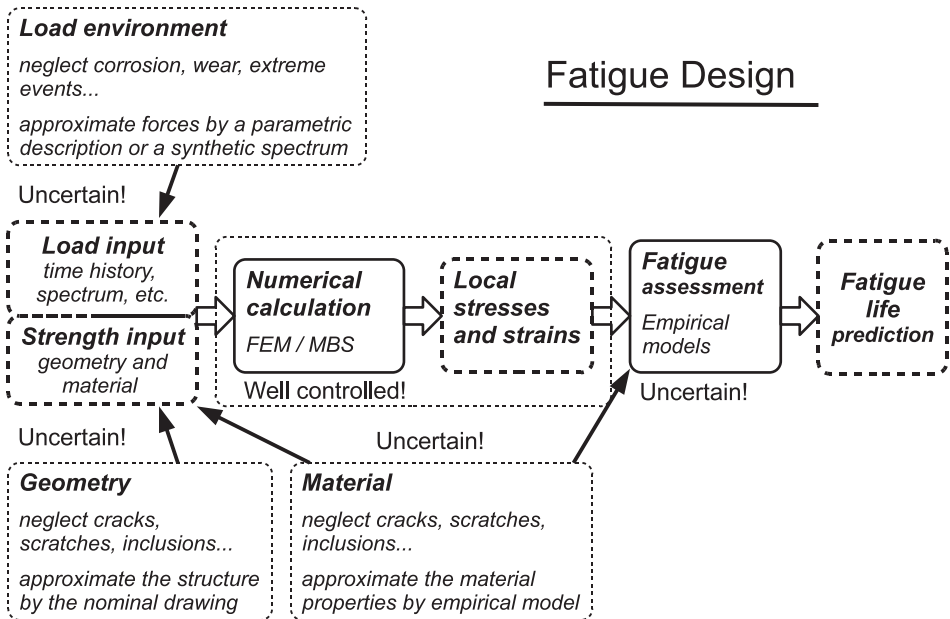 Load environment
neglect corrosion, wear, extreme
events...
approximate forces by a parametric
description or a synthetic spectrum
Fatigue Design
Uncertain!
Load input
time history,
spectrum, etc.
Strength input
geometry and
material
Numerical
calculation
FEM / MBS
Well controlled!
Local
stresses
and strains
Fatigue
assessment
Empirical
models
Uncertain!
Fatigue
life
prediction
Uncertain!
Uncertain!
Geometry
neglect cracks,
scratches, inclusions...
approximate the structure
by the nominal drawing
Material
neglect cracks, scratches,
inclusions...
approximate the material
properties by empirical model